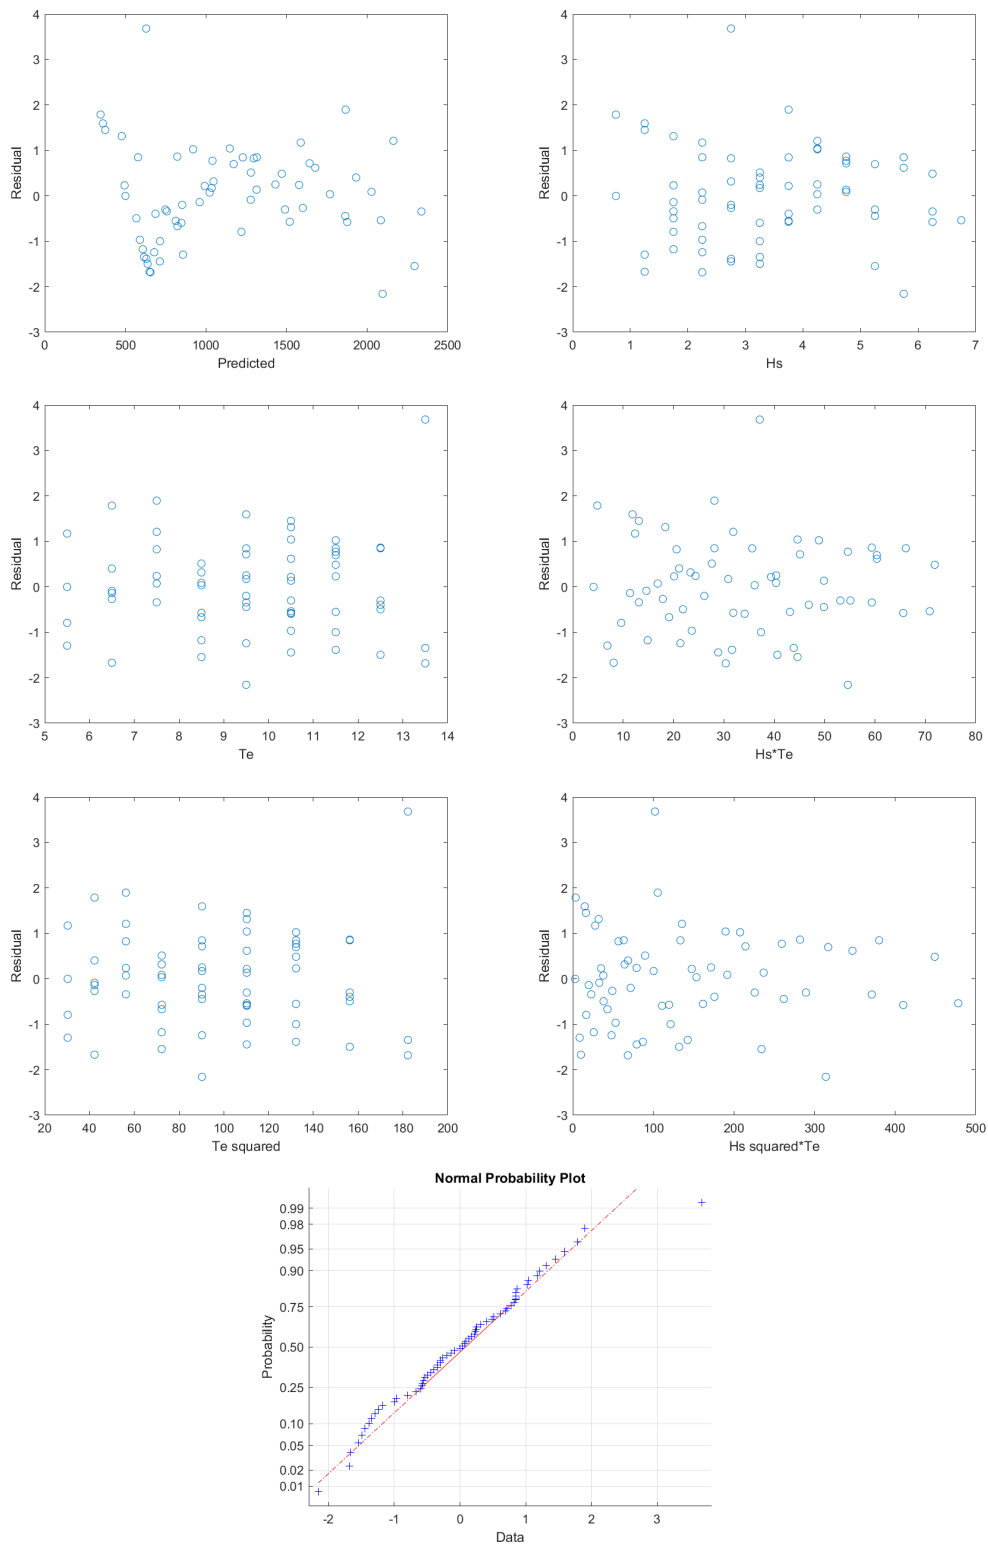 4
3
2
1
0
-1
-2
-3
Residual
0 500 1000 1500 2000 2500
Predicted
4
3
2
1
0
-1
-2
-3
Residual
0 1 2 3 4 5 6 7
Hs
4
3
2
1
0
-1
-2
-3
Residual
5 6 7 8 9 10 11 12 13 14
Te
4
3
2
1
0
-1
-2
-3
Residual
0 10 20 30 40 50 60 70 80
Hs*Te
4
3
2
1
0
-1
-2
-3
Residual
20 40 60 80 100 120 140 160 180 200
Te squared
4
3
2
1
0
-1
-2
-3
Residual
0 100 200 300 400 500
Hs squared*Te
Normal Probability Plot
0.99
0.98
0.95
0.90
0.75
0.50
0.25
0.10
0.05
0.02
0.01
Probability
-2 -1 0 1 2 3
Data